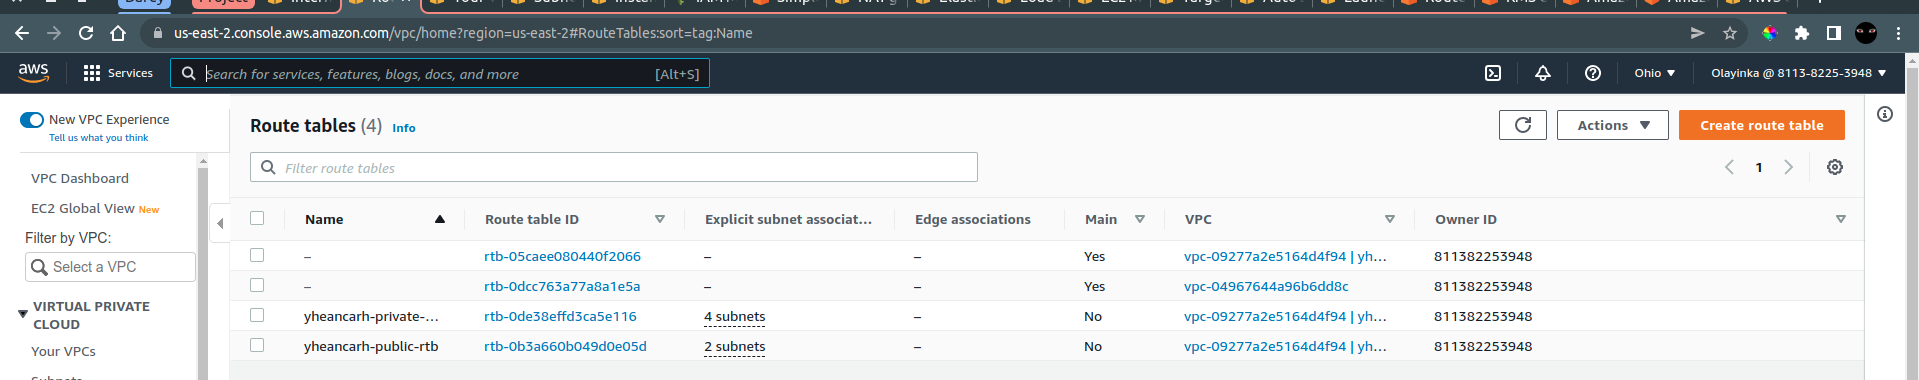 Darey
Project
us-east-2.console.aws.amazon.com/vpc/home?region=us-east-2#RouteTables:sort=tag:Name
aws
Services
Search for services, features, blogs, docs, and more
[Alt+S]
Ohio
Olayinka @ 8113-8225-3948
New VPC Experience
Tell us what you think
VPC Dashboard
EC2 Global View New
Filter by VPC:
Select a VPC
VIRTUAL PRIVATE
CLOUD
Your VPCs
Subnets
Route tables (4) Info
Actions
Create route table
Filter route tables
1
Name Route table ID Explicit subnet associat... Edge associations Main VPC Owner ID
– rtb-05caee080440f2066 – – Yes vpc-09277a2e5164d4f94 | yh... 811382253948
– rtb-0dcc763a77a8a1e5a – – Yes vpc-04967644a96b6dd8c 811382253948
yheancarh-private-... rtb-0de38effd3ca5e116 4 subnets – No vpc-09277a2e5164d4f94 | yh... 811382253948
yheancarh-public-rtb rtb-0b3a660b049d0e05d 2 subnets – No vpc-09277a2e5164d4f94 | yh... 811382253948